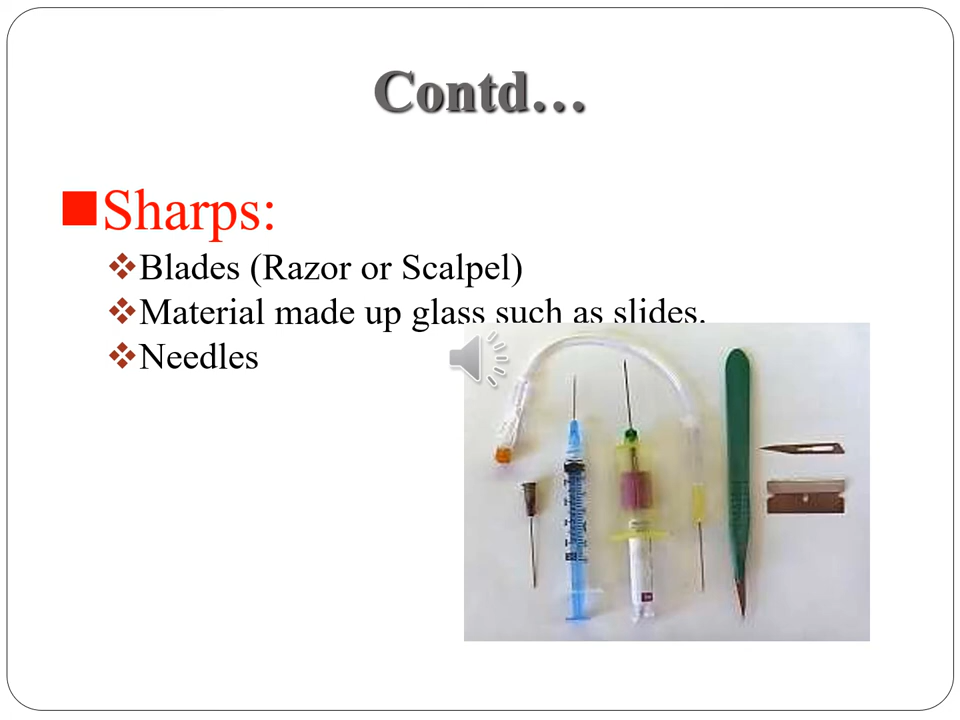 Contd…
Sharps:
Blades (Razor or Scalpel)
Material made up glass such as slides.
Needles